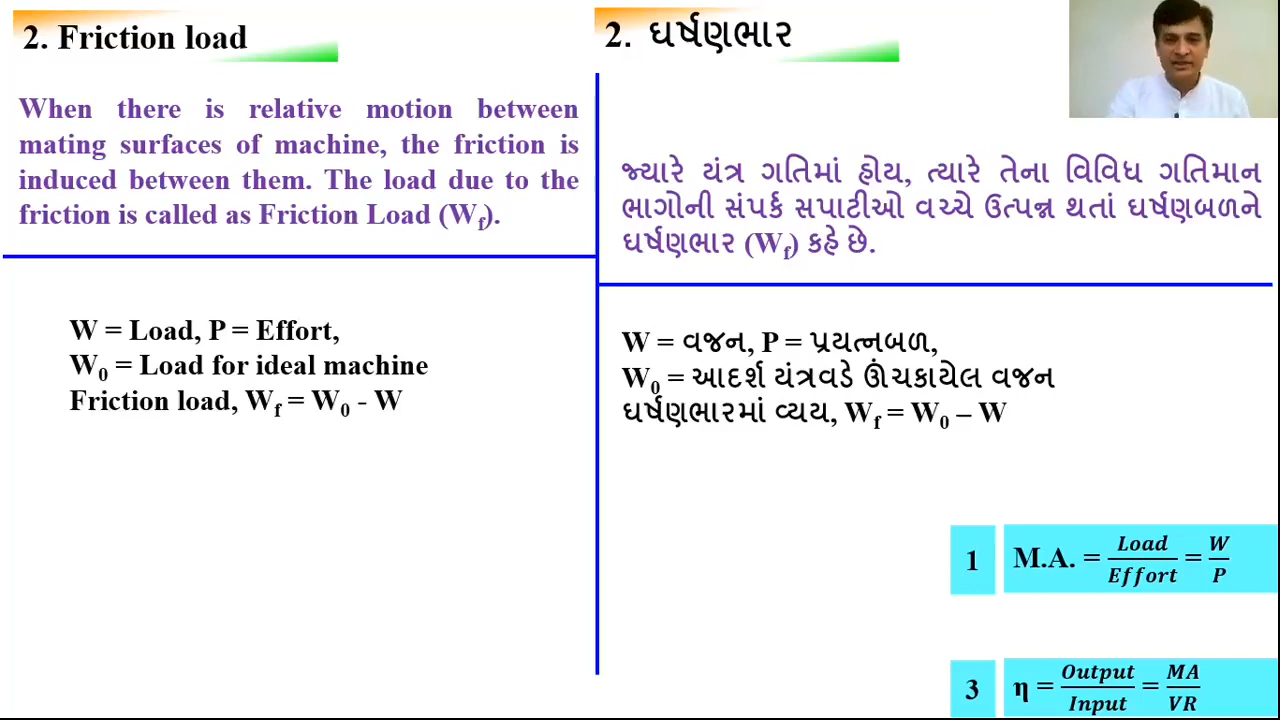 2. Friction load
When there is relative motion between
mating surfaces of machine, the friction is
induced between them. The load due to the
friction is called as Friction Load (Wf).
W = Load, P = Effort,
W0 = Load for ideal machine
Friction load, Wf = W0 - W
2. ઘર્ષણભાર
જ્યારે યંત્ર ગતિમાં હોય, ત્યારે તેના વિવિધ ગતિમાન
ભાગોની સંપર્ક સપાટીઓ વચ્ચે ઉત્પન્ન થતાં ઘર્ષણબળને
ઘર્ષણભાર (Wf) કહે છે.
W = વજન, P = પ્રયત્નબળ,
W0 = આદર્શ યંત્રવડે ઊંચકાયેલ વજન
ઘર્ષણભારમાં વ્યય, Wf = W0 – W
1 M.A. = Load/Effort = W/P
3 η = Output/Input = MA/VR